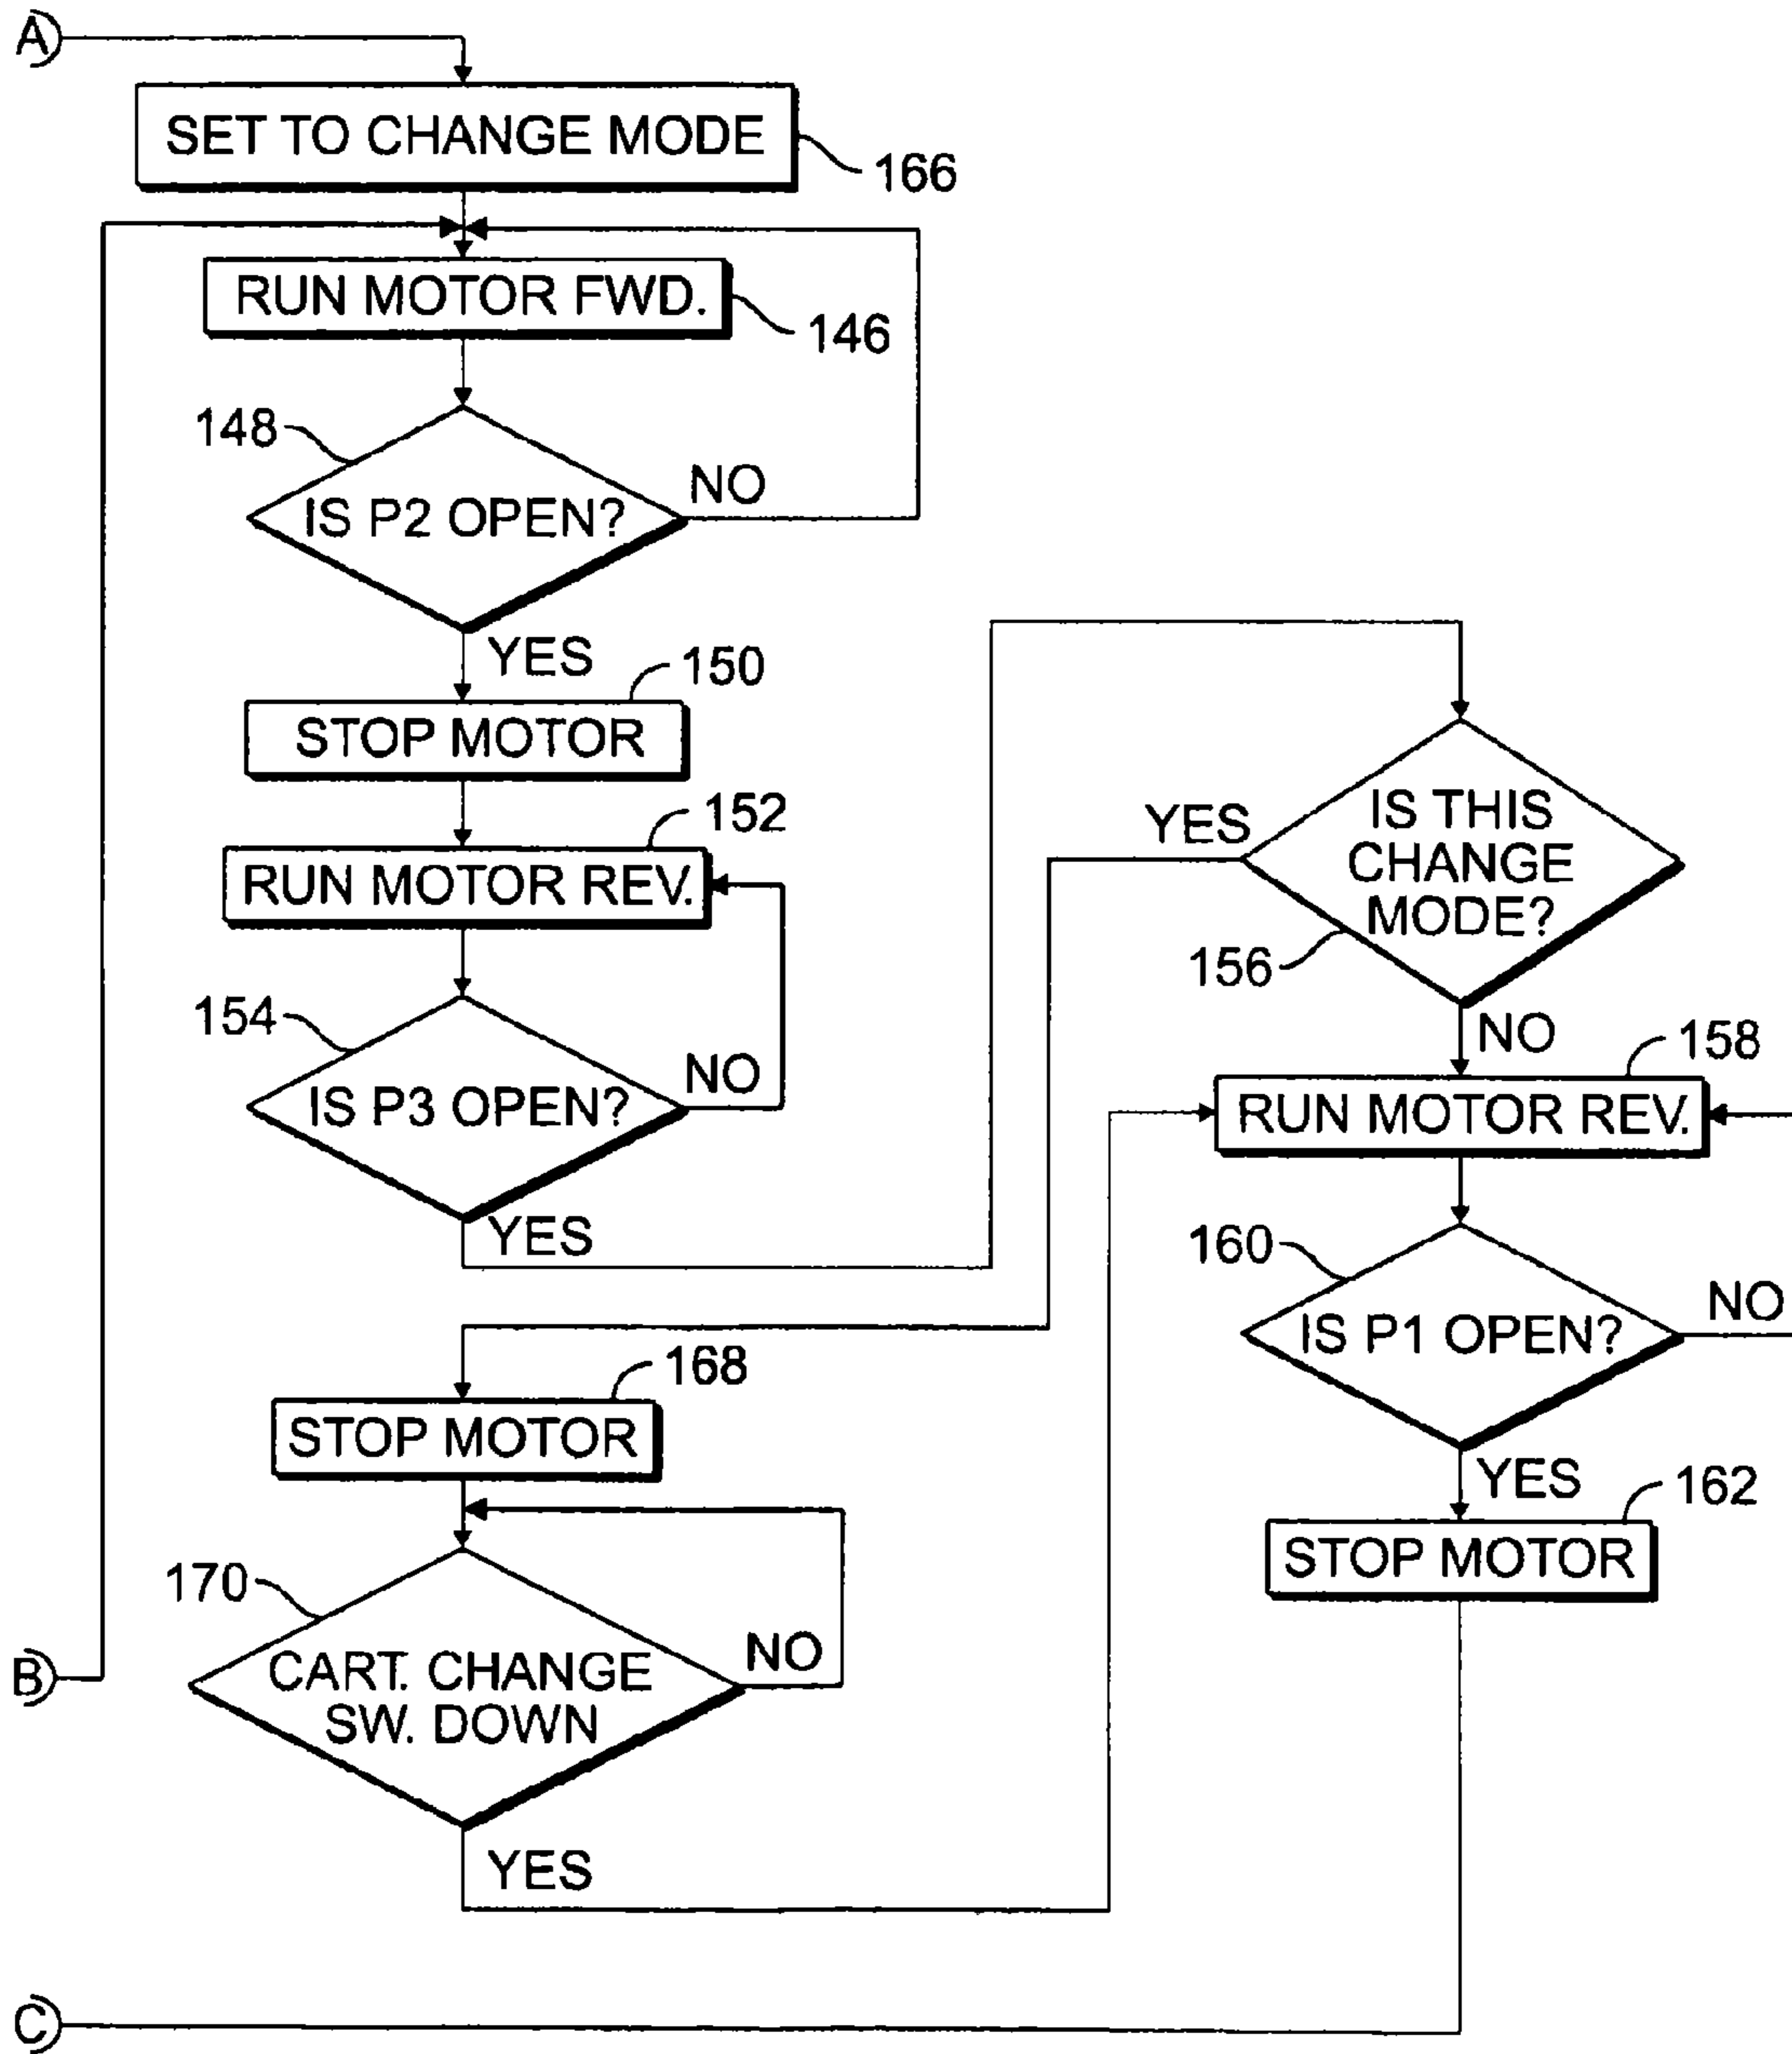 A
SET TO CHANGE MODE
166
RUN MOTOR FWD.
146
148
IS P2 OPEN?
NO
YES
150
STOP MOTOR
152
RUN MOTOR REV.
154
IS P3 OPEN?
NO
YES
IS THIS
CHANGE
MODE?
YES
156
NO
158
RUN MOTOR REV.
160
IS P1 OPEN?
NO
YES
162
STOP MOTOR
168
STOP MOTOR
170
CART. CHANGE
SW. DOWN
NO
YES
B
C